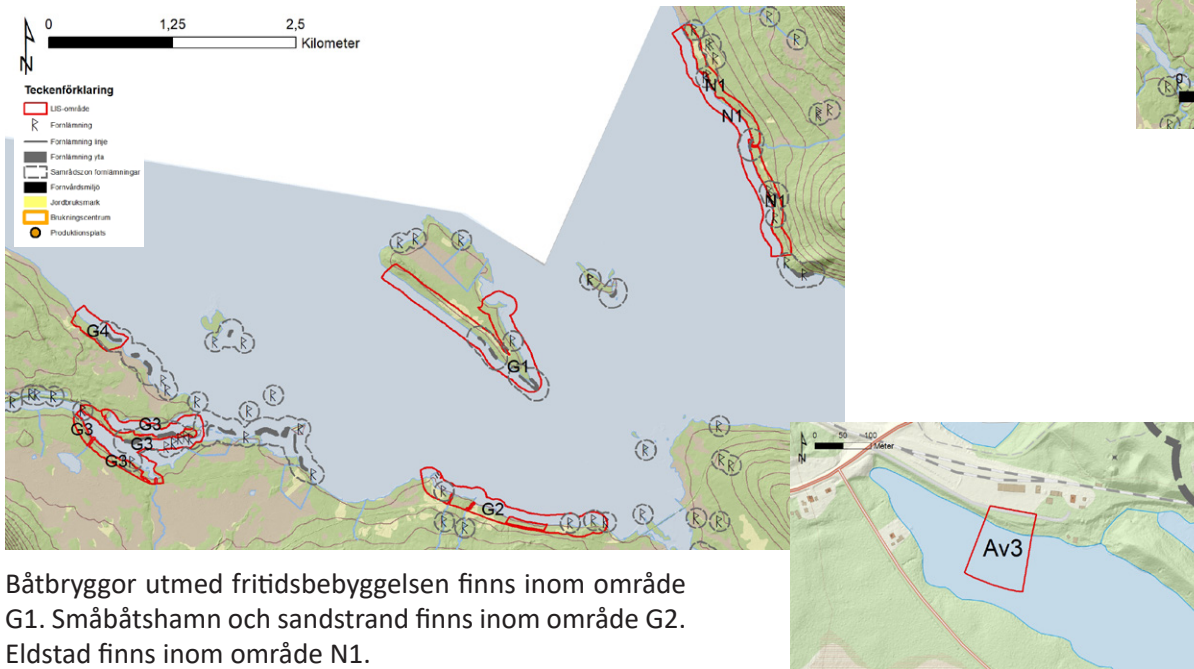 0 1,25 2,5
Kilometer
N
Teckenförklaring
LIS-område
R Fornlämning
Fornlämning linje
Fornlämning yta
Samrådszon fornlämningar
Fornvårdsmiljö
Jordbruksmark
Brukningscentrum
Produktionsplats
N1
N1
N1
G4
G1
G3
G3
G3
G3
G2
0 50 100
Meter
N
Av3
Båtbryggor utmed fritidsbebyggelsen finns inom område
G1. Småbåtshamn och sandstrand finns inom område G2.
Eldstad finns inom område N1.